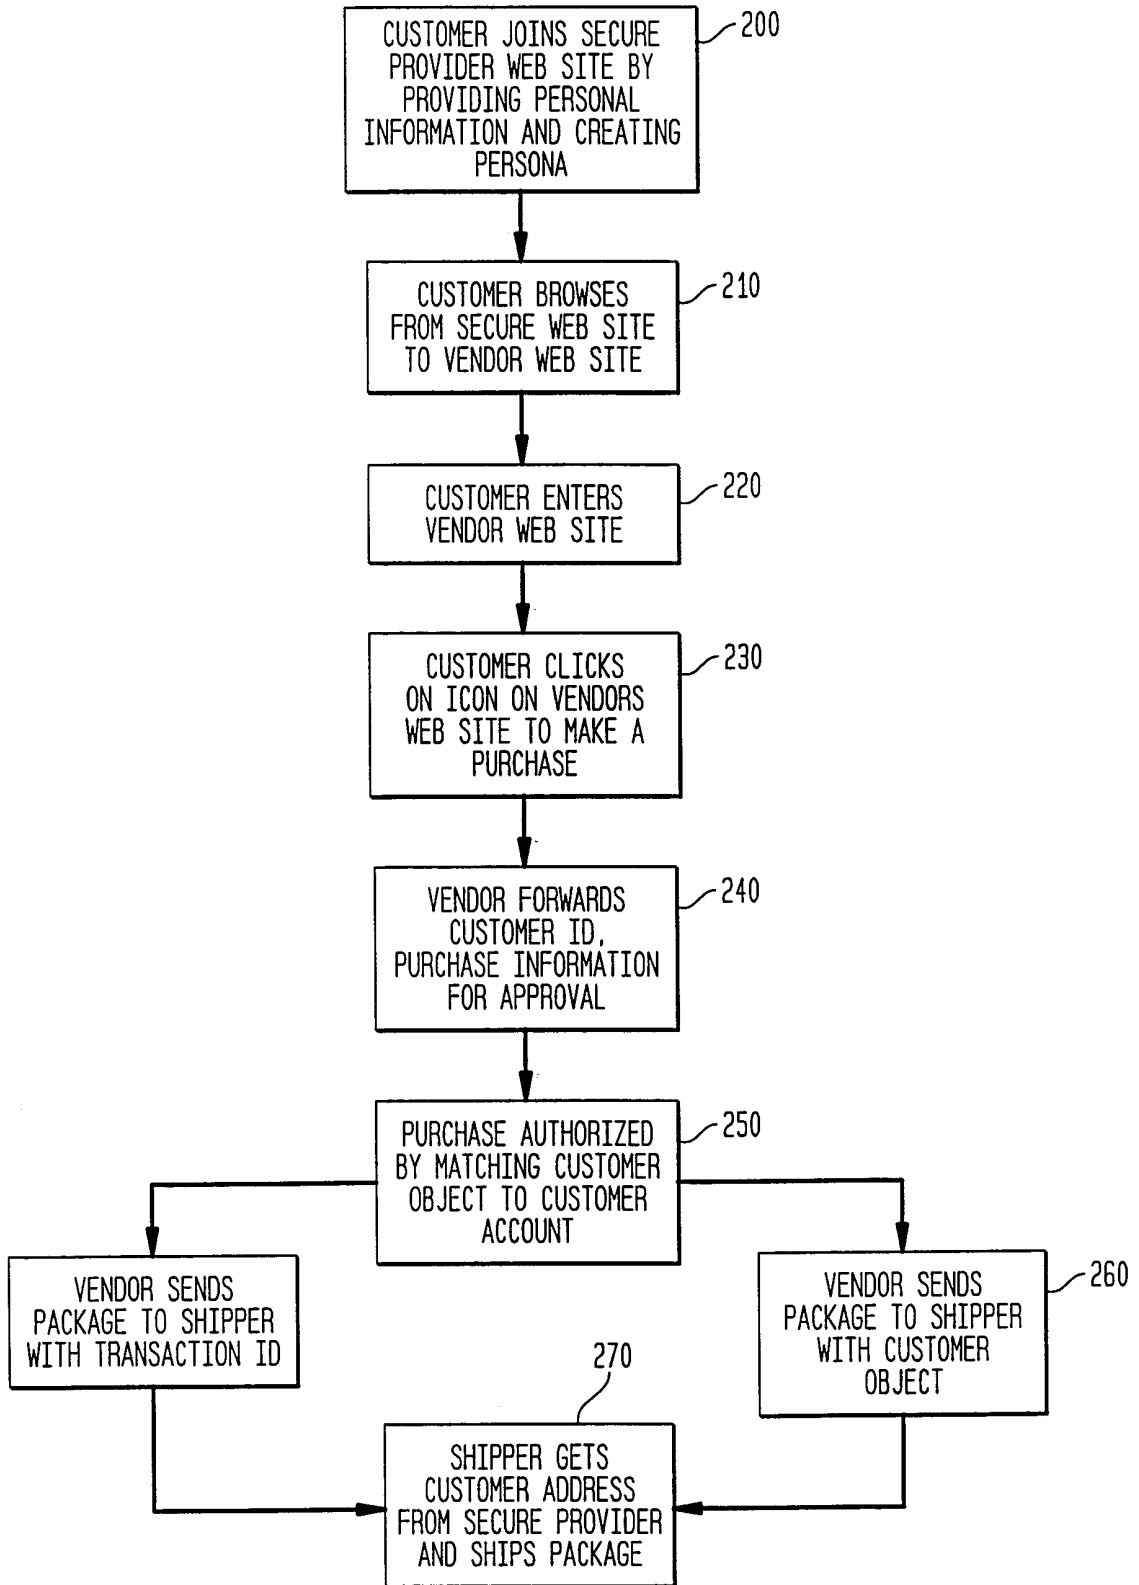 CUSTOMER JOINS SECURE
PROVIDER WEB SITE BY
PROVIDING PERSONAL
INFORMATION AND CREATING
PERSONA
200
CUSTOMER BROWSES
FROM SECURE WEB SITE
TO VENDOR WEB SITE
210
CUSTOMER ENTERS
VENDOR WEB SITE
220
CUSTOMER CLICKS
ON ICON ON VENDORS
WEB SITE TO MAKE A
PURCHASE
230
VENDOR FORWARDS
CUSTOMER ID,
PURCHASE INFORMATION
FOR APPROVAL
240
PURCHASE AUTHORIZED
BY MATCHING CUSTOMER
OBJECT TO CUSTOMER
ACCOUNT
250
VENDOR SENDS
PACKAGE TO SHIPPER
WITH TRANSACTION ID
VENDOR SENDS
PACKAGE TO SHIPPER
WITH CUSTOMER
OBJECT
260
270
SHIPPER GETS
CUSTOMER ADDRESS
FROM SECURE PROVIDER
AND SHIPS PACKAGE